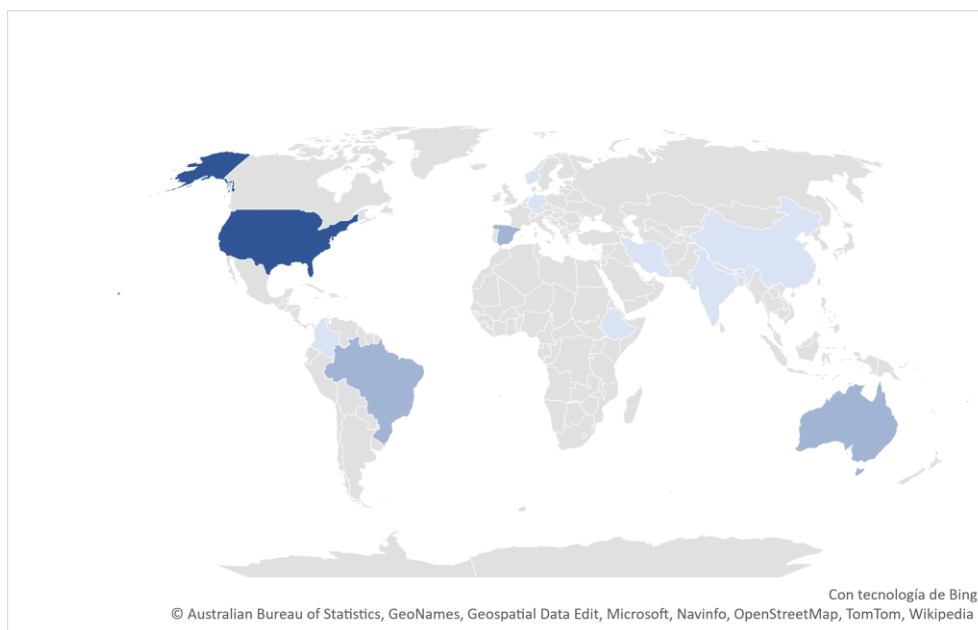 Con tecnología de Bing
© Australian Bureau of Statistics, GeoNames, Geospatial Data Edit, Microsoft, Navinfo, OpenStreetMap, TomTom, Wikipedia